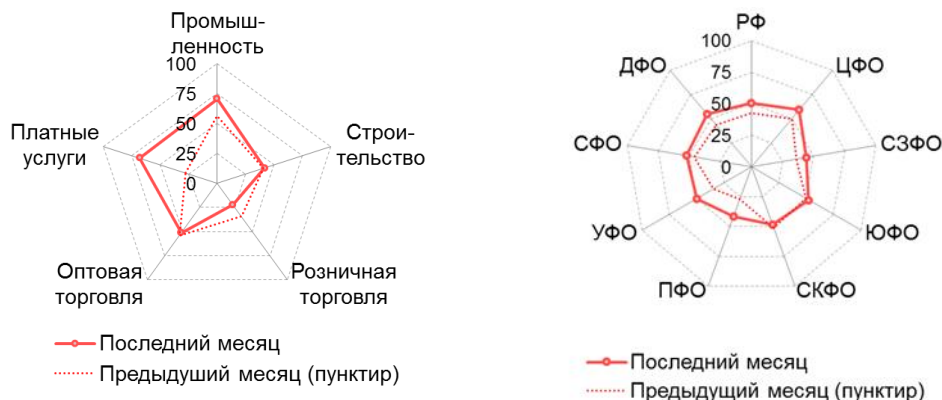 Промыш-
ленность
100
75
50
25
0
Платные
услуги
Строи-
тельство
Оптовая
торговля
Розничная
торговля
Последний месяц
Предыдуший месяц (пунктир)
РФ
100
75
50
25
0
ДФО
ЦФО
СФО
СЗФО
УФО
ЮФО
ПФО
СКФО
Последний месяц
Предыдущий месяц (пунктир)